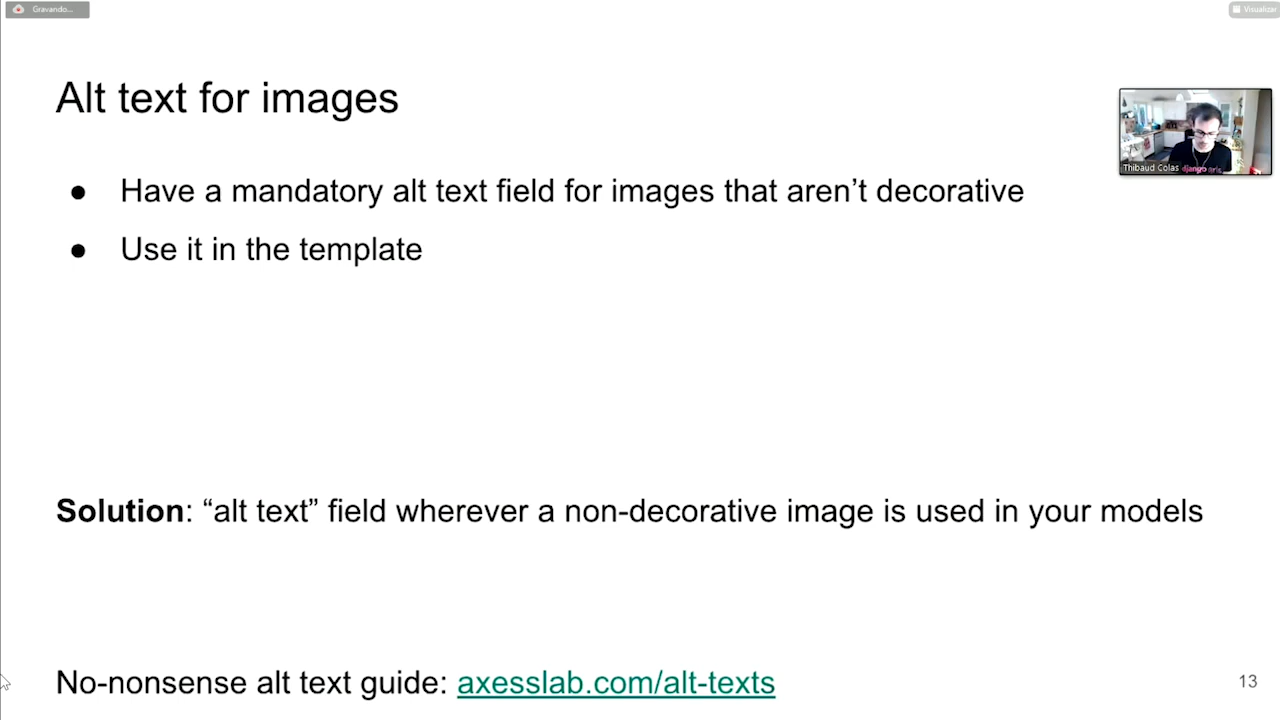 Gravando...
Visualizar
Alt text for images
● Have a mandatory alt text field for images that aren’t decorative
● Use it in the template
Thibaud Colas
django girls
Solution: “alt text” field wherever a non-decorative image is used in your models
No-nonsense alt text guide: axesslab.com/alt-texts
13